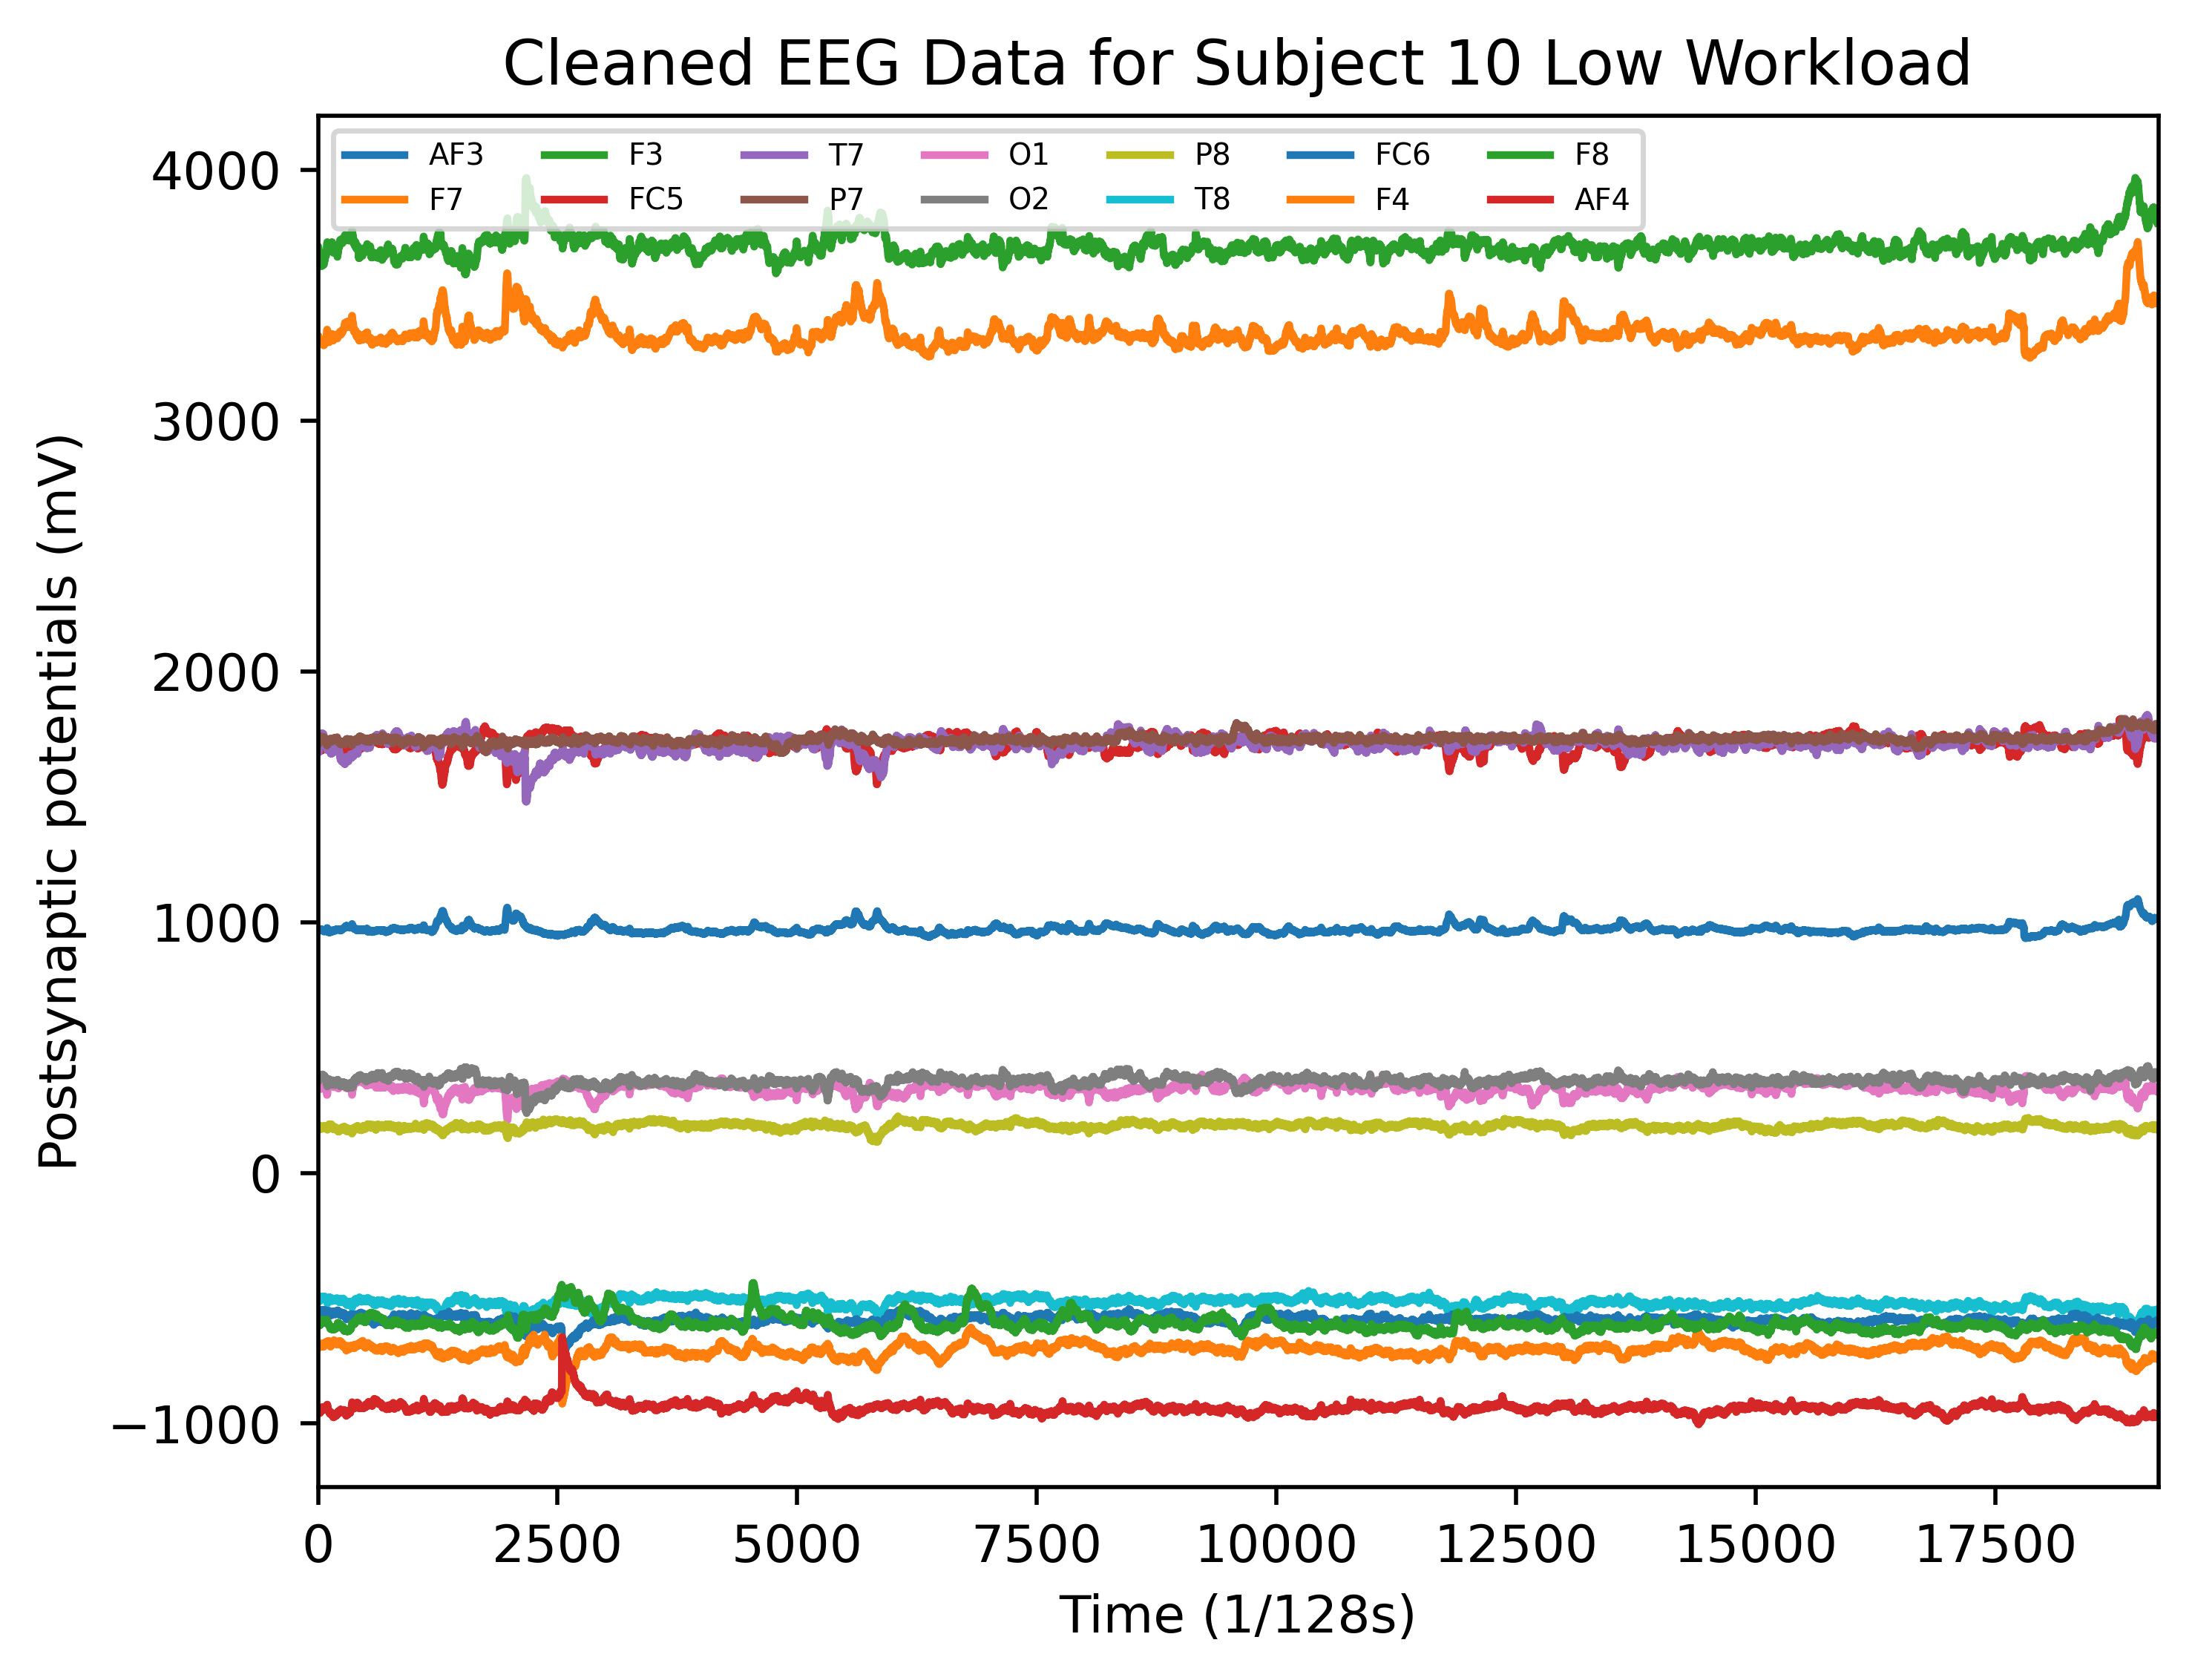 Cleaned EEG Data for Subject 10 Low Workload
AF3 F3 T7 O1 P8 FC6 F8
F7 FC5 P7 O2 T8 F4 AF4
4000
3000
2000
1000
0
−1000
Postsynaptic potentials (mV)
0 2500 5000 7500 10000 12500 15000 17500
Time (1/128s)